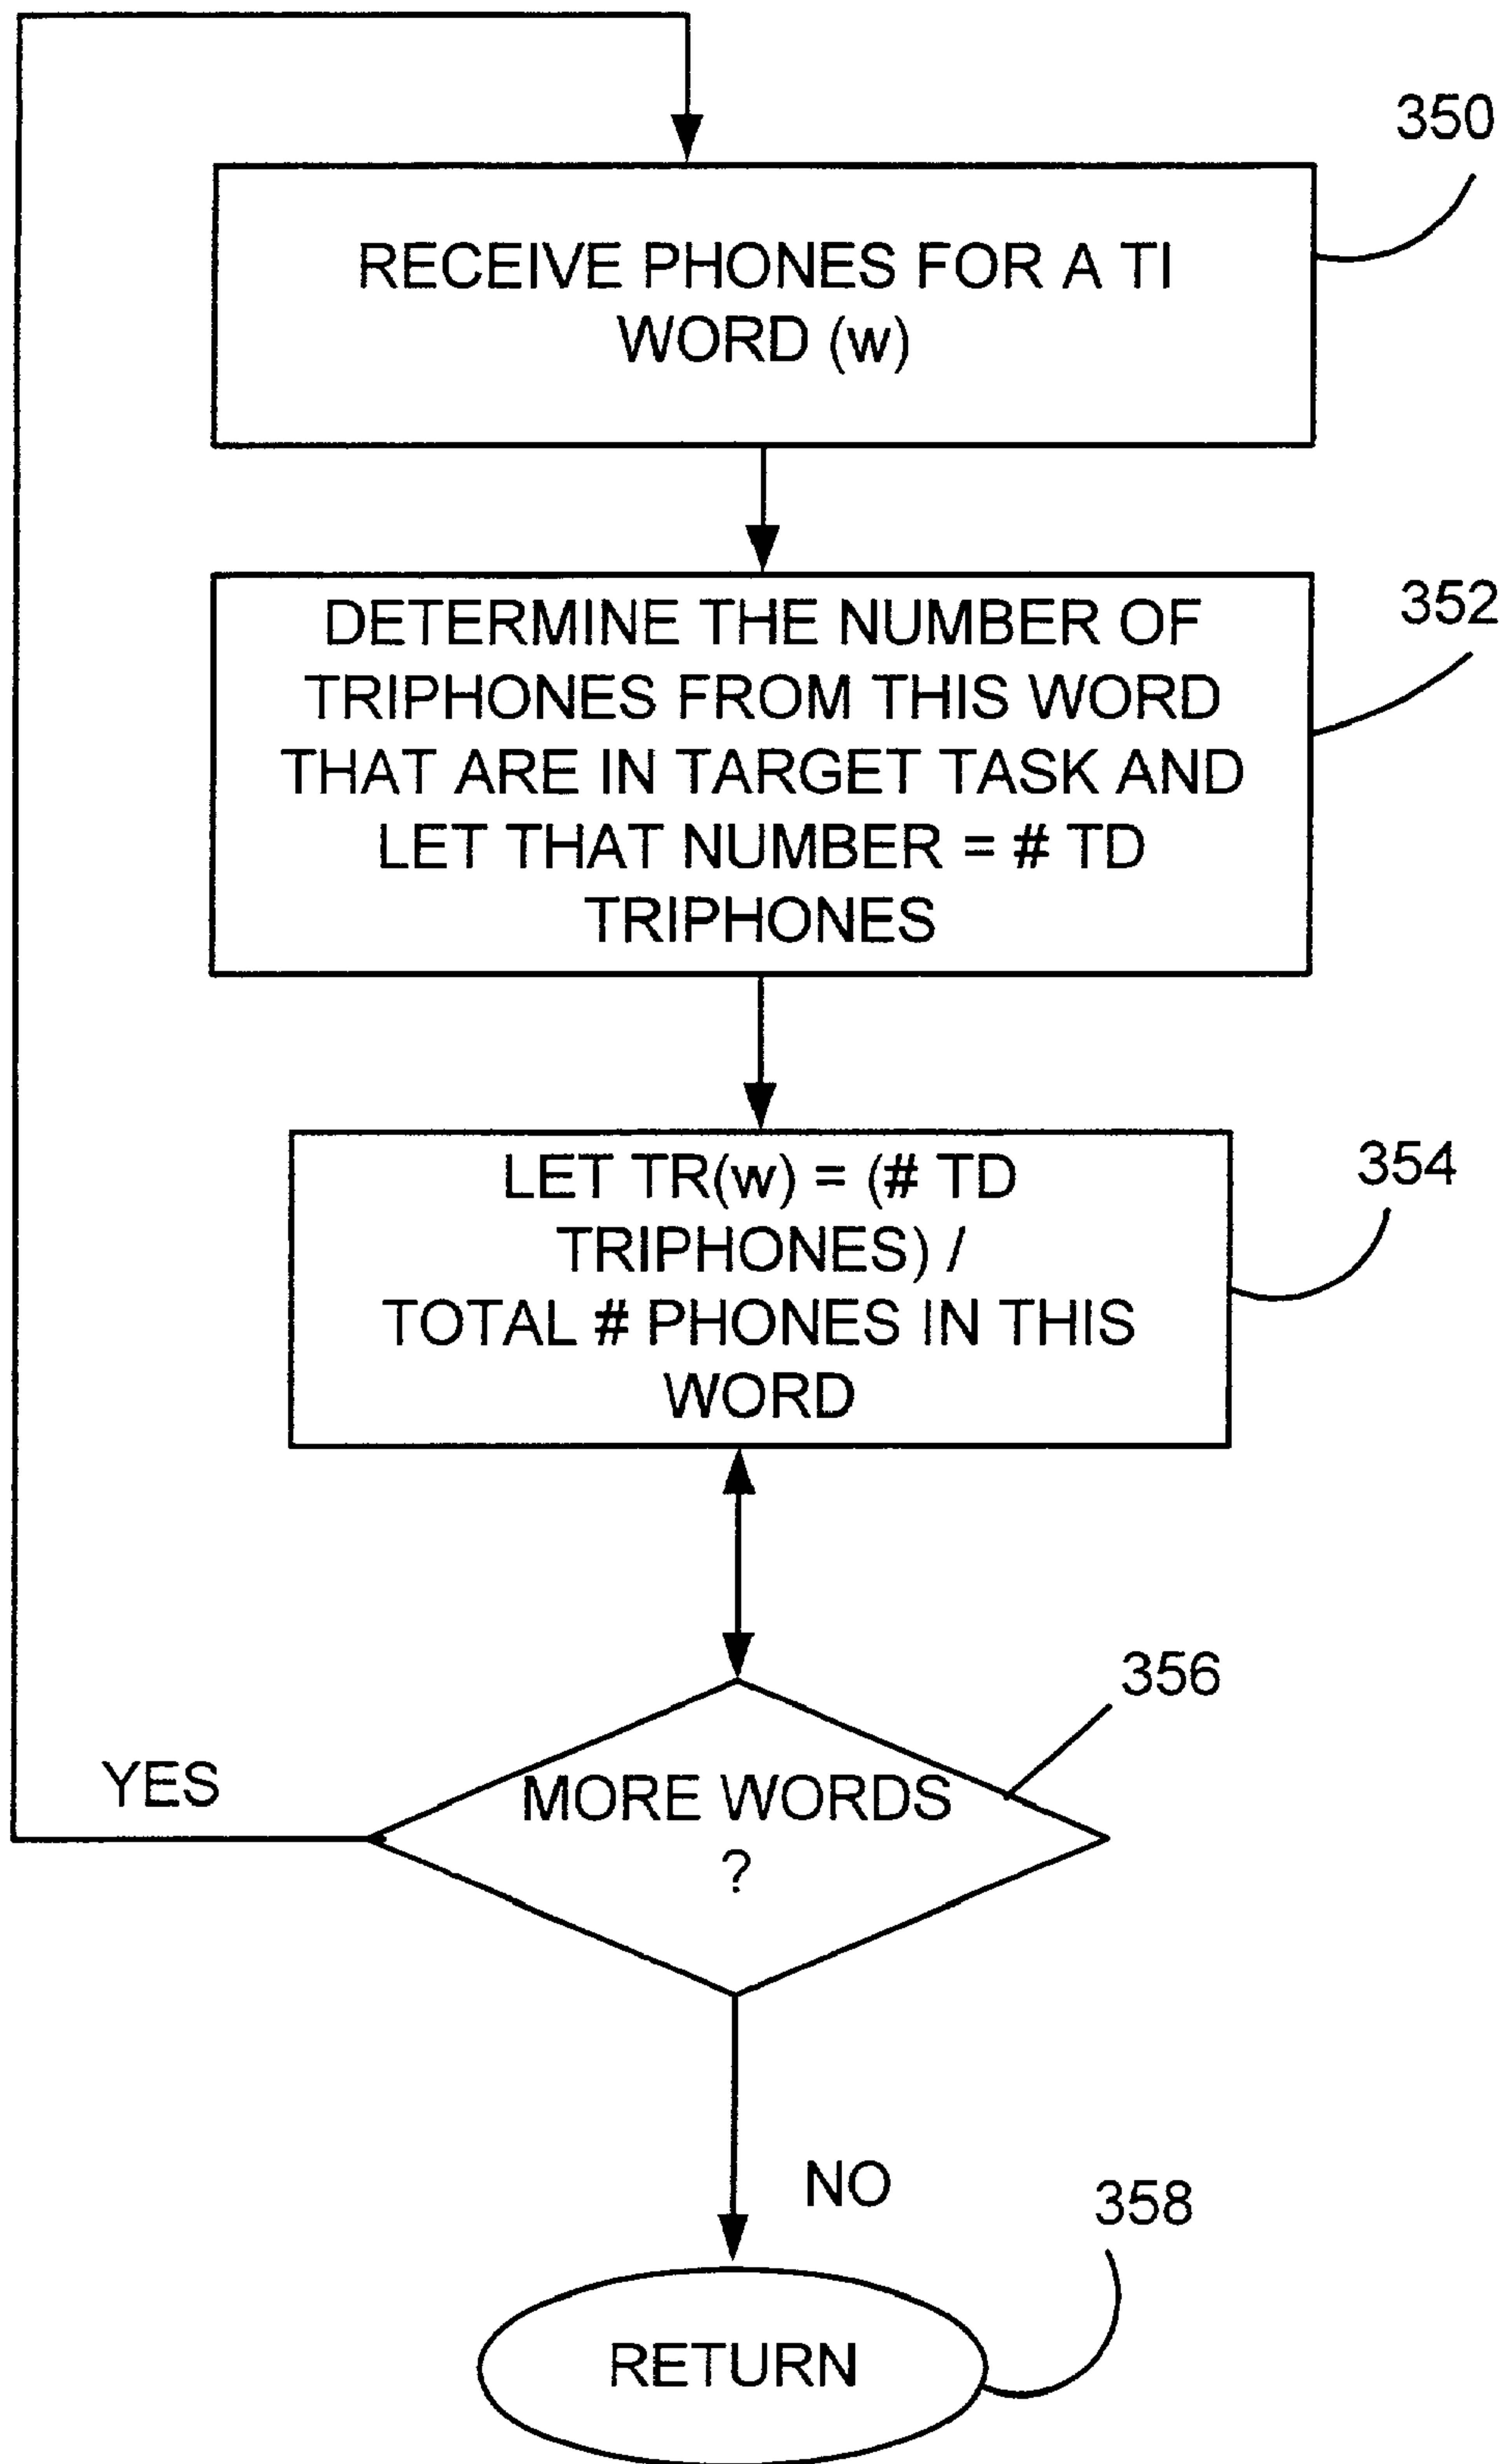 350
RECEIVE PHONES FOR A TI
WORD (w)
352
DETERMINE THE NUMBER OF
TRIPHONES FROM THIS WORD
THAT ARE IN TARGET TASK AND
LET THAT NUMBER = # TD
TRIPHONES
354
LET TR(w) = (# TD
TRIPHONES) /
TOTAL # PHONES IN THIS
WORD
356
YES
MORE WORDS
?
NO
358
RETURN